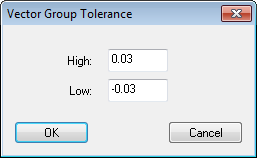 Vector Group Tolerance
High: 0.03
Low: -0.03
OK Cancel